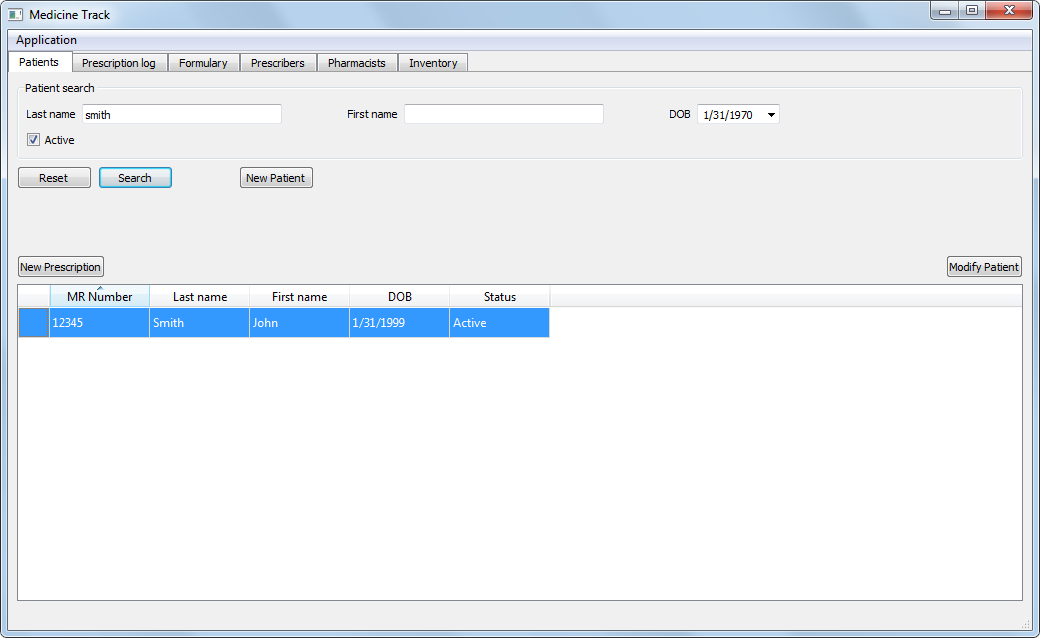 Medicine Track
Application
Patients Prescription log Formulary Prescribers Pharmacists Inventory
Patient search
Last name smith First name DOB 1/31/1970
Active
Reset Search New Patient
New Prescription Modify Patient
MR Number Last name First name DOB Status
12345 Smith John 1/31/1999 Active